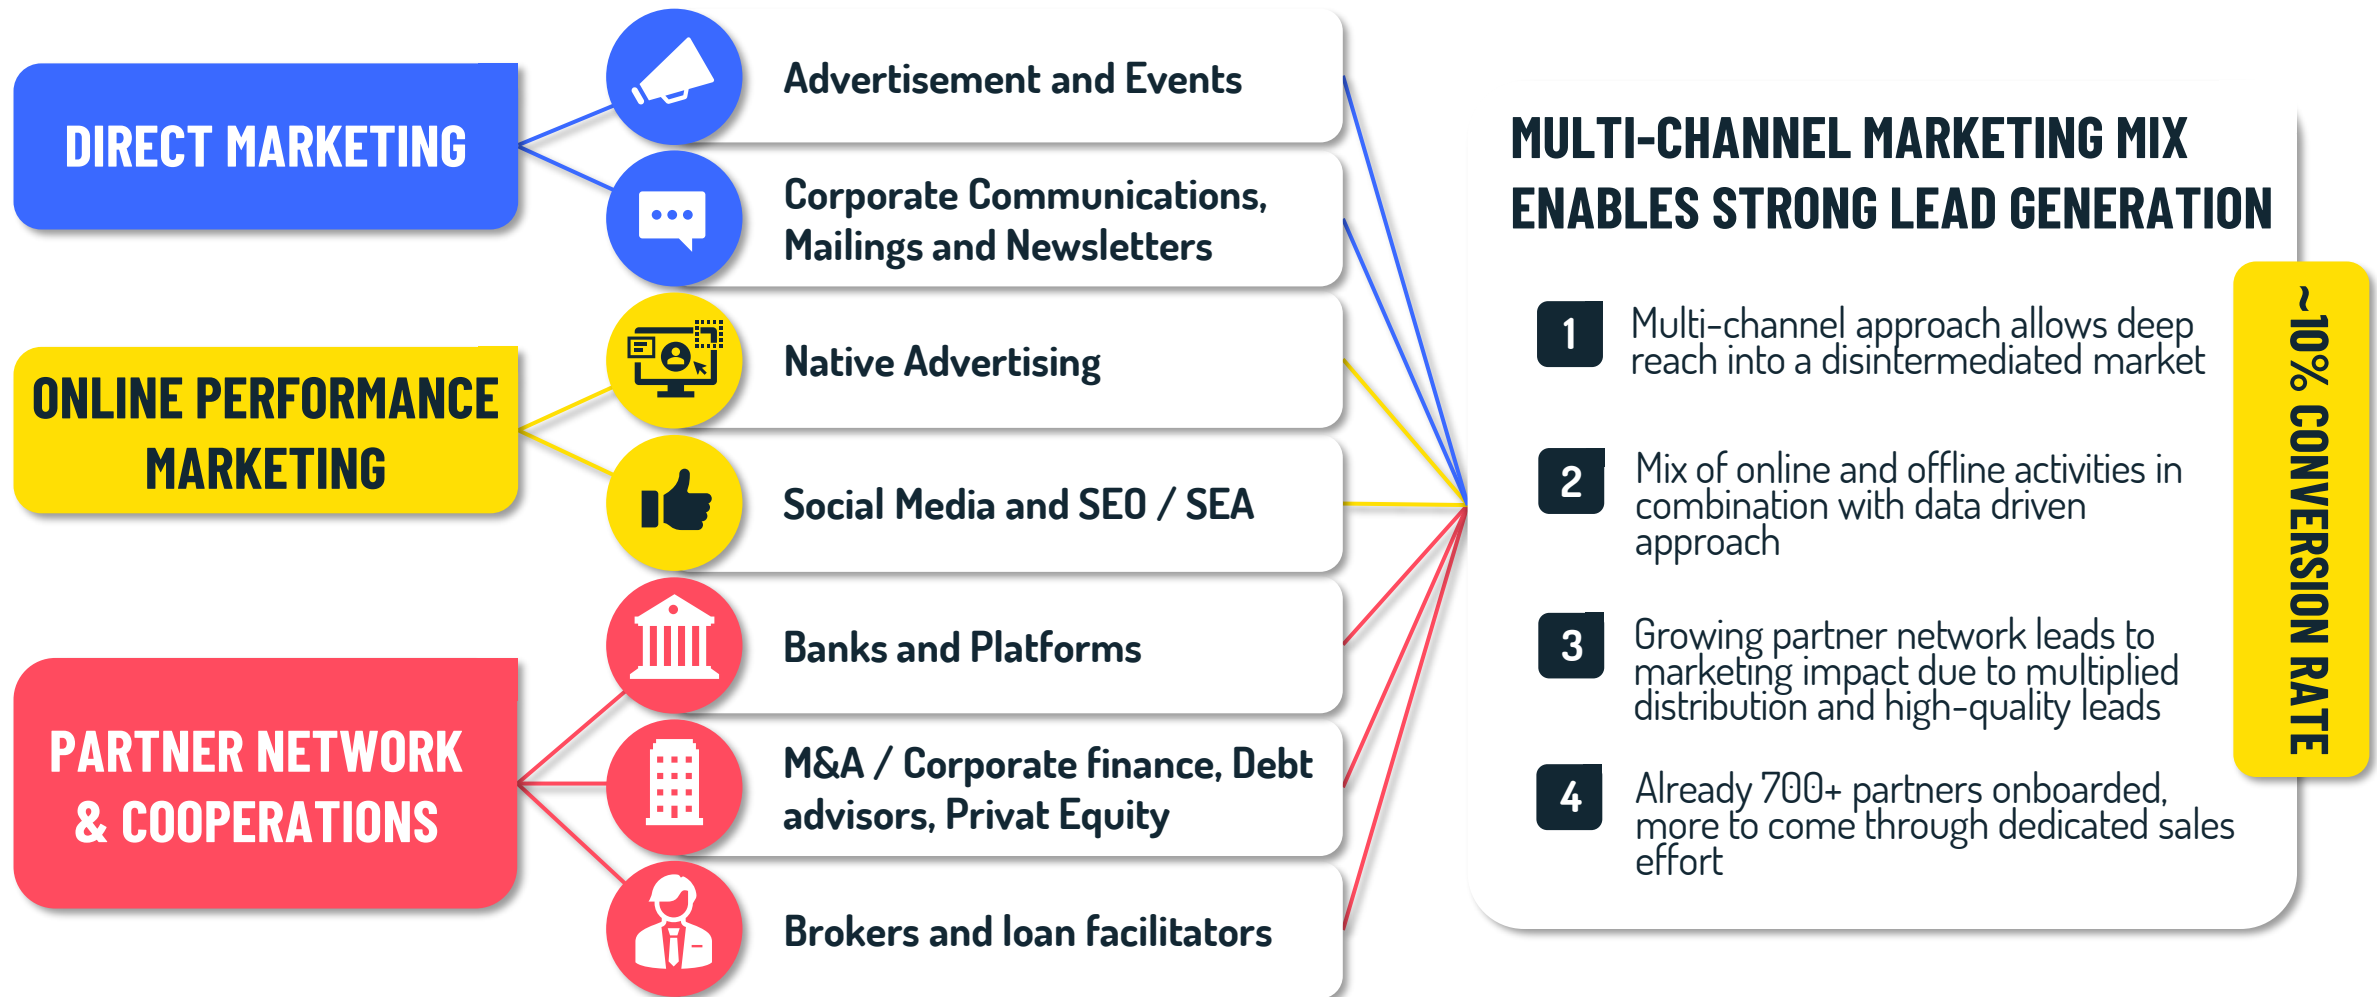 DIRECT MARKETING
Advertisement and Events
Corporate Communications,
Mailings and Newsletters
ONLINE PERFORMANCE
MARKETING
Native Advertising
Social Media and SEO / SEA
PARTNER NETWORK
& COOPERATIONS
Banks and Platforms
M&A / Corporate finance, Debt
advisors, Privat Equity
Brokers and loan facilitators
MULTI-CHANNEL MARKETING MIX
ENABLES STRONG LEAD GENERATION
1
Multi-channel approach allows deep
reach into a disintermediated market
2
Mix of online and offline activities in
combination with data driven
approach
3
Growing partner network leads to
marketing impact due to multiplied
distribution and high-quality leads
4
Already 700+ partners onboarded,
more to come through dedicated sales
effort
~10% CONVERSION RATE